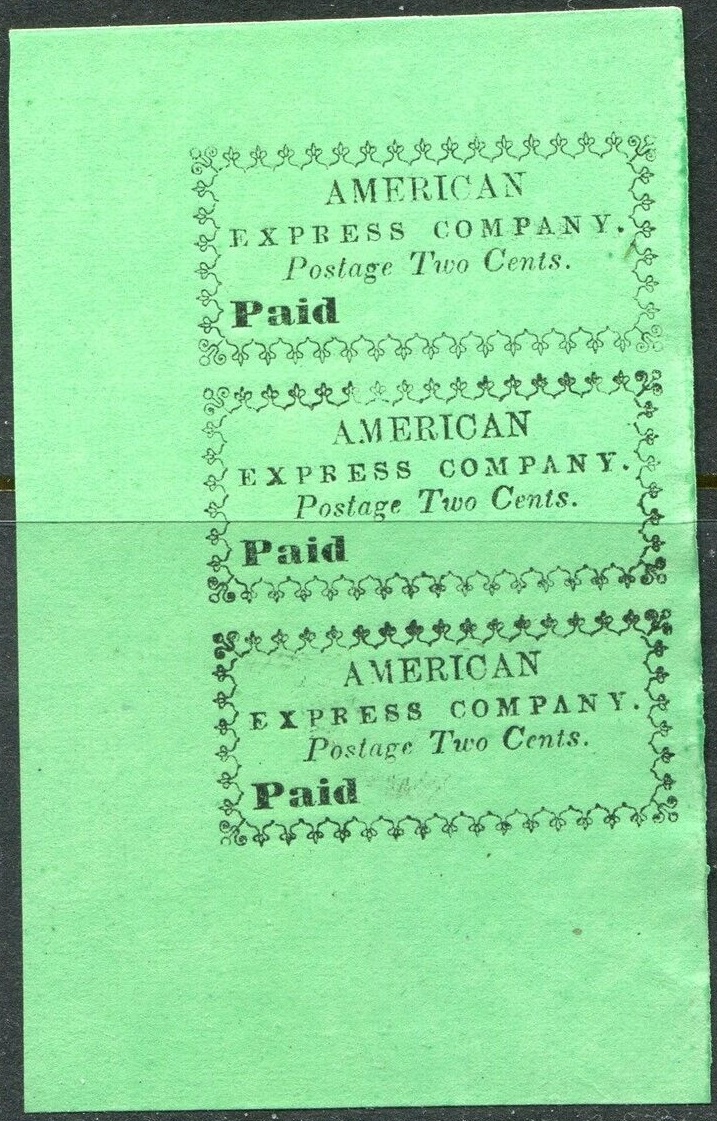 AMERICAN
EXPRESS COMPANY.
Postage Two Cents.
Paid
AMERICAN
EXPRESS COMPANY.
Postage Two Cents.
Paid
AMERICAN
EXPRESS COMPANY.
Postage Two Cents.
Paid